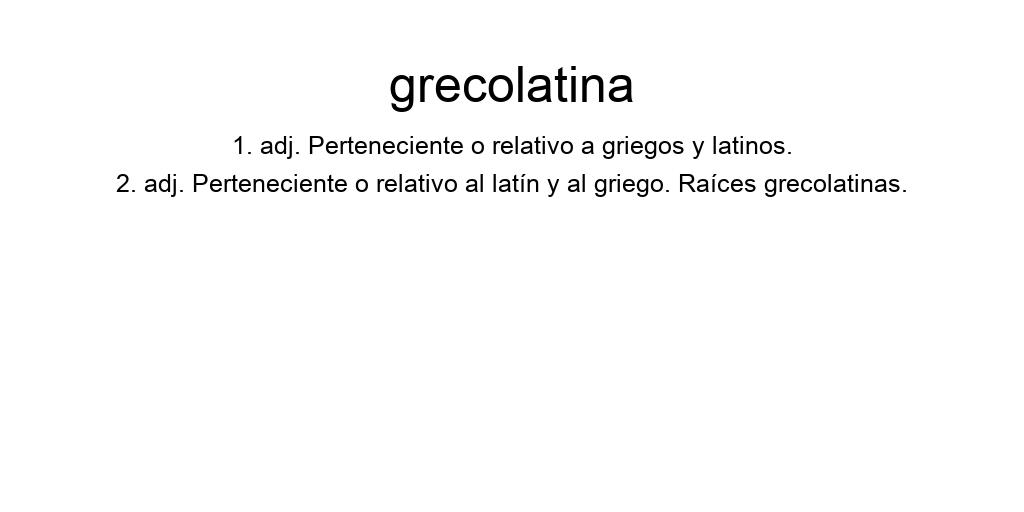 grecolatina
1. adj. Perteneciente o relativo a griegos y latinos.
2. adj. Perteneciente o relativo al latín y al griego. Raíces grecolatinas.